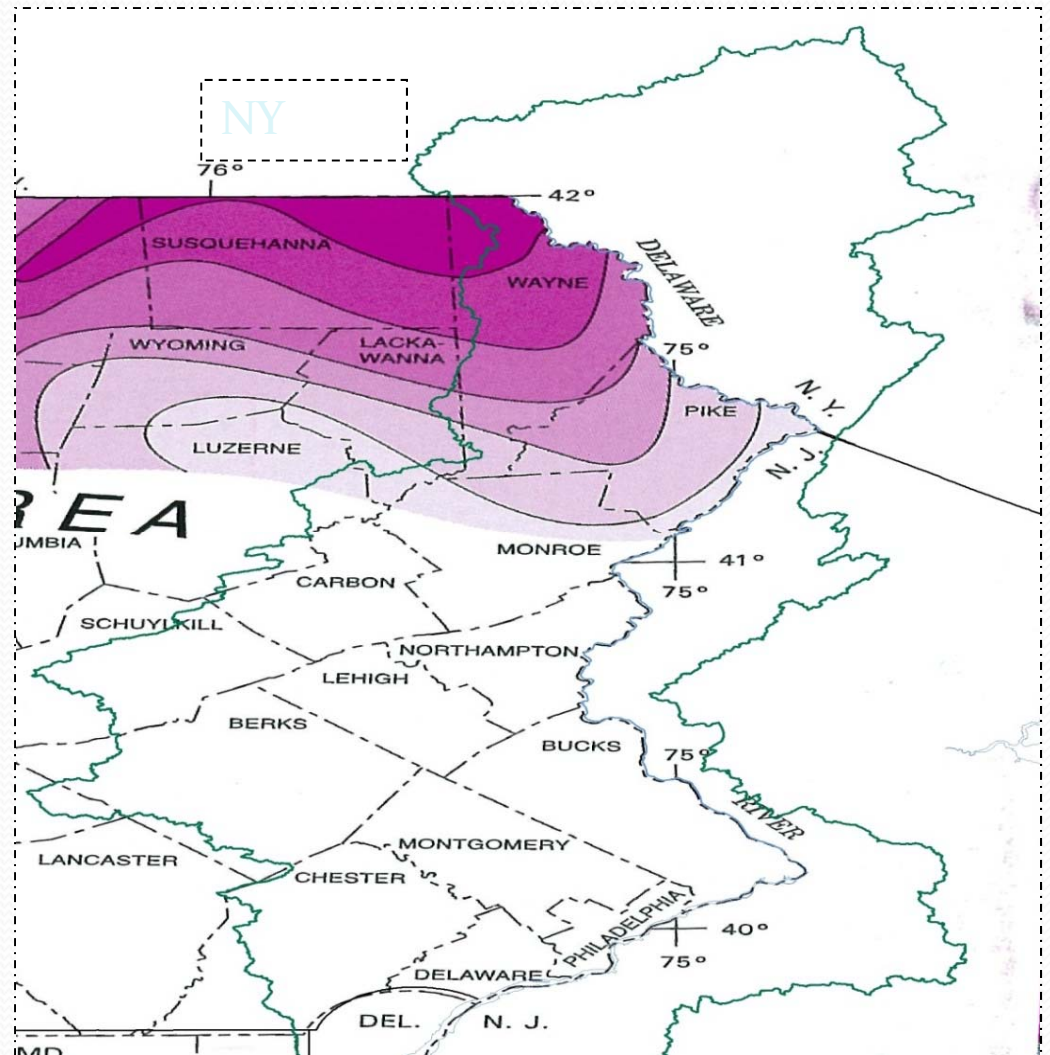 NY
76°
42°
SUSQUEHANNA
DELAWARE
WAYNE
WYOMING
LACKA-
WANNA
75°
N. Y.
PIKE
LUZERNE
N. J.
EA
UMBIA
MONROE
41°
CARBON
75°
SCHUYLKILL
NORTHAMPTON
LEHIGH
BERKS
BUCKS
75°
RIVER
MONTGOMERY
LANCASTER
CHESTER
PHILADELPHIA
40°
75°
DELAWARE
DEL.
N. J.
MD